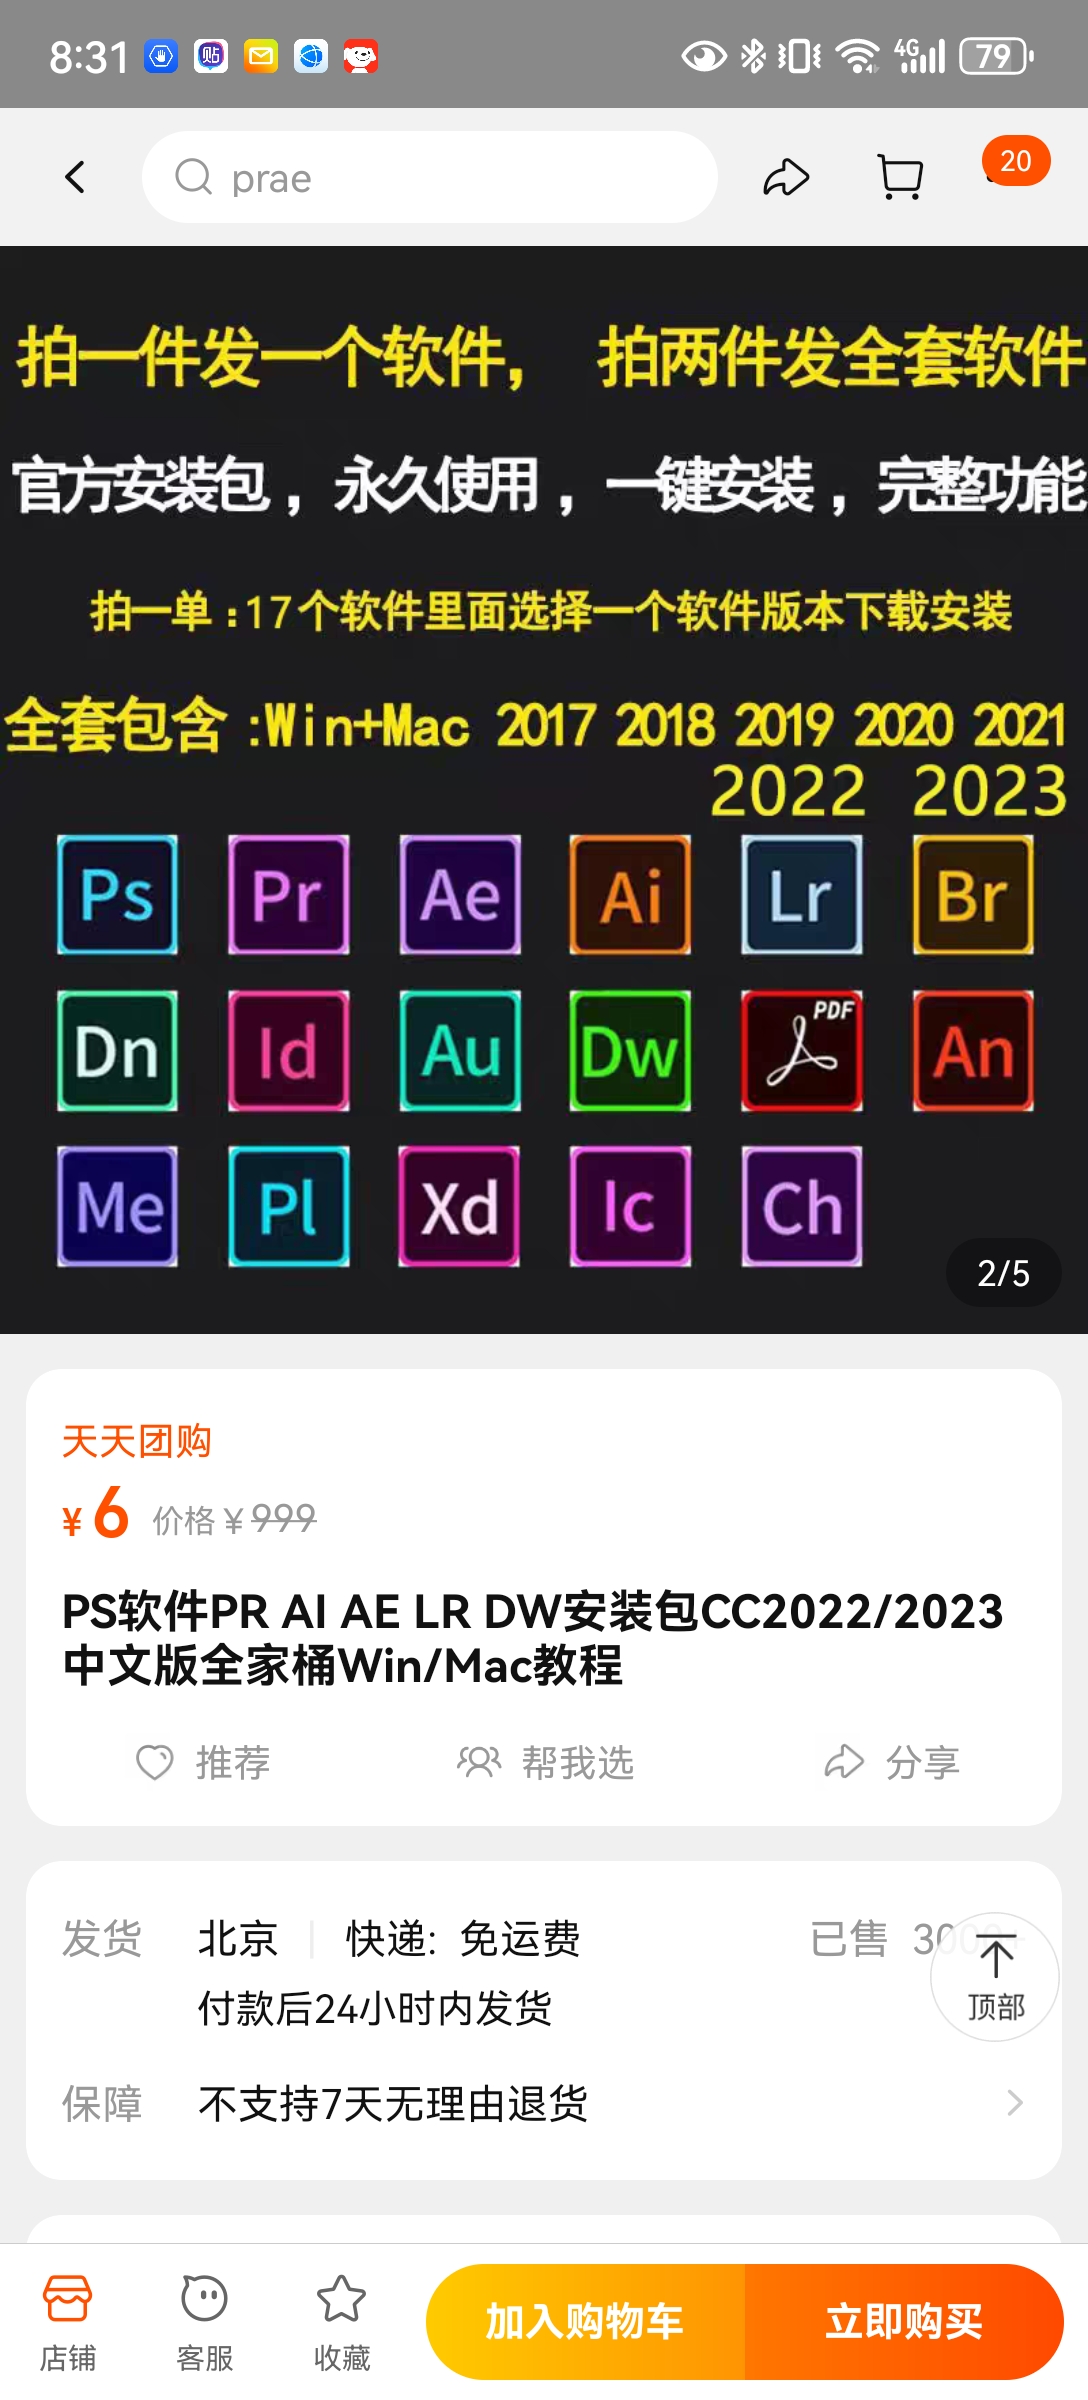 8:31
贴
4G
79
prae
20
拍一件发一个软件， 拍两件发全套软件
官方安装包，永久使用，一键安装，完整功能
拍一单:17个软件里面选择一个软件版本下载安装
全套包含:Win+Mac 2017 2018 2019 2020 2021
2022 2023
Ps Pr Ae Ai Lr Br
Dn Id Au Dw PDF An
Me Pl Xd Ic Ch
2/5
天天团购
¥6 价格¥999
PS软件PR AI AE LR DW安装包CC2022/2023
中文版全家桶Win/Mac教程
推荐 帮我选 分享
发货 北京 快递: 免运费 已售 3000+
付款后24小时内发货
顶部
保障 不支持7天无理由退货
店铺 客服 收藏 加入购物车 立即购买